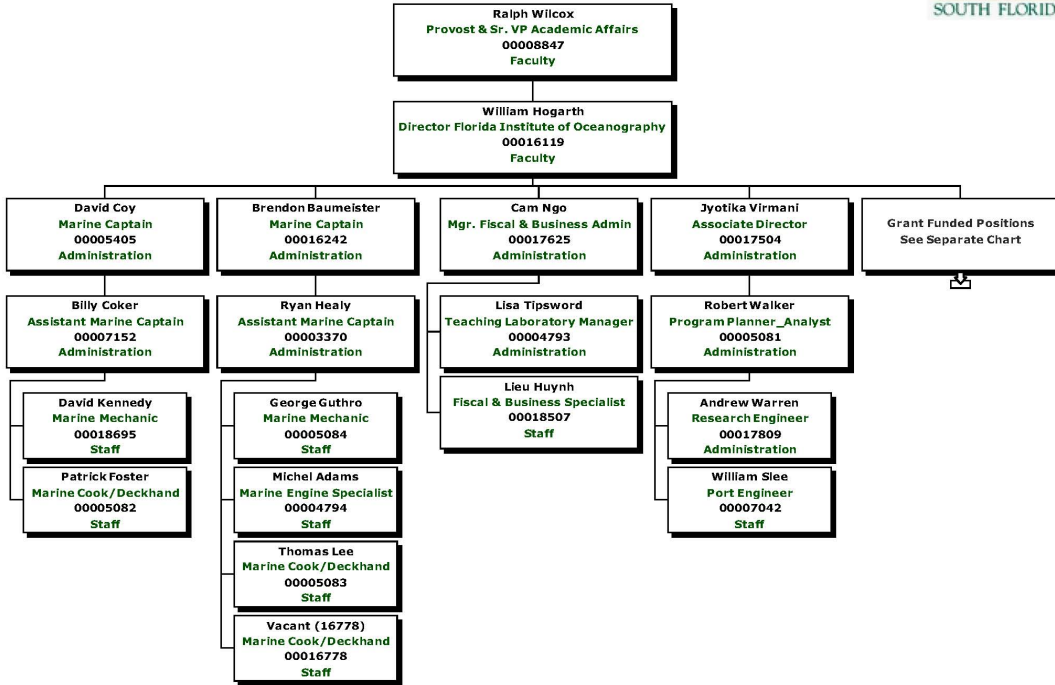 SOUTH FLORID
Ralph Wilcox
Provost & Sr. VP Academic Affairs
00008847
Faculty
William Hogarth
Director Florida Institute of Oceanography
00016119
Faculty
David Coy
Marine Captain
00005405
Administration
Brendon Baumeister
Marine Captain
00016242
Administration
Cam Ngo
Mgr. Fiscal & Business Admin
00017625
Administration
Jyotika Virmani
Associate Director
00017504
Administration
Grant Funded Positions
See Separate Chart
Billy Coker
Assistant Marine Captain
00007152
Administration
Ryan Healy
Assistant Marine Captain
00003370
Administration
Lisa Tipsword
Teaching Laboratory Manager
00004793
Administration
Robert Walker
Program Planner_Analyst
00005081
Administration
David Kennedy
Marine Mechanic
00018695
Staff
George Guthro
Marine Mechanic
00005084
Staff
Lieu Huynh
Fiscal & Business Specialist
00018507
Staff
Andrew Warren
Research Engineer
00017809
Administration
Patrick Foster
Marine Cook/Deckhand
00005082
Staff
Michel Adams
Marine Engine Specialist
00004794
Staff
William Slee
Port Engineer
00007042
Staff
Thomas Lee
Marine Cook/Deckhand
00005083
Staff
Vacant (16778)
Marine Cook/Deckhand
00016778
Staff